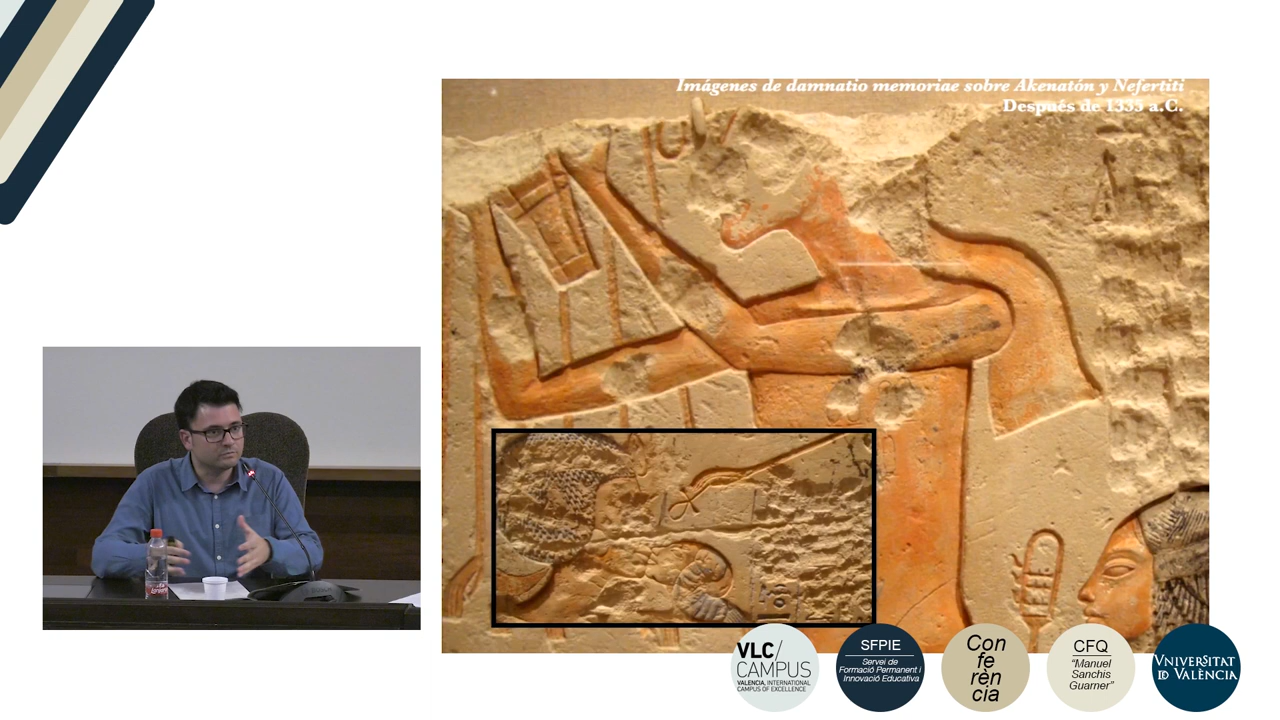 Imágenes de damnatio memoriae sobre Akenatón y Nefertiti
Después de 1335 a.C.
VLC/
CAMPUS
VALENCIA, INTERNATIONAL
CAMPUS OF EXCELLENCE
SFPIE
Servei de
Formació Permanent i
Innovació Educativa
Con
fe
rèn
cia
CFQ
"Manuel
Sanchis
Guarner"
VNIVERSITAT
ID VALÈNCIA